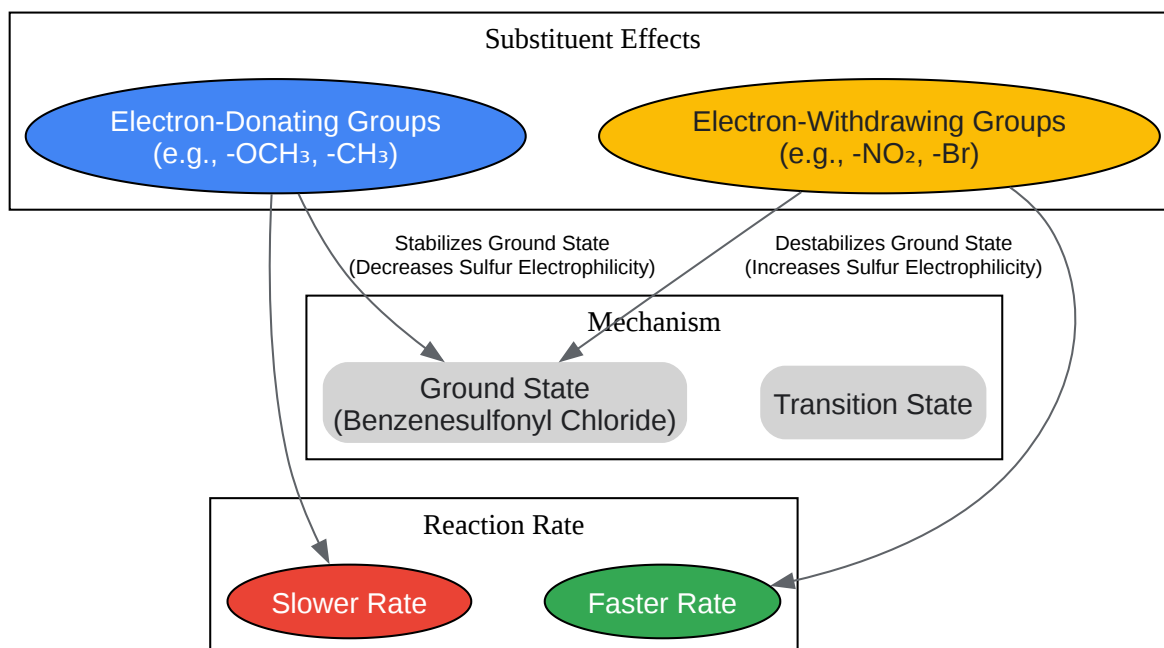 Substituent Effects
Electron-Donating Groups
(e.g., -OCH₃, -CH₃)
Electron-Withdrawing Groups
(e.g., -NO₂, -Br)
Stabilizes Ground State
(Decreases Sulfur Electrophilicity)
Destabilizes Ground State
(Increases Sulfur Electrophilicity)
Mechanism
Ground State
(Benzenesulfonyl Chloride)
Transition State
Reaction Rate
Slower Rate
Faster Rate